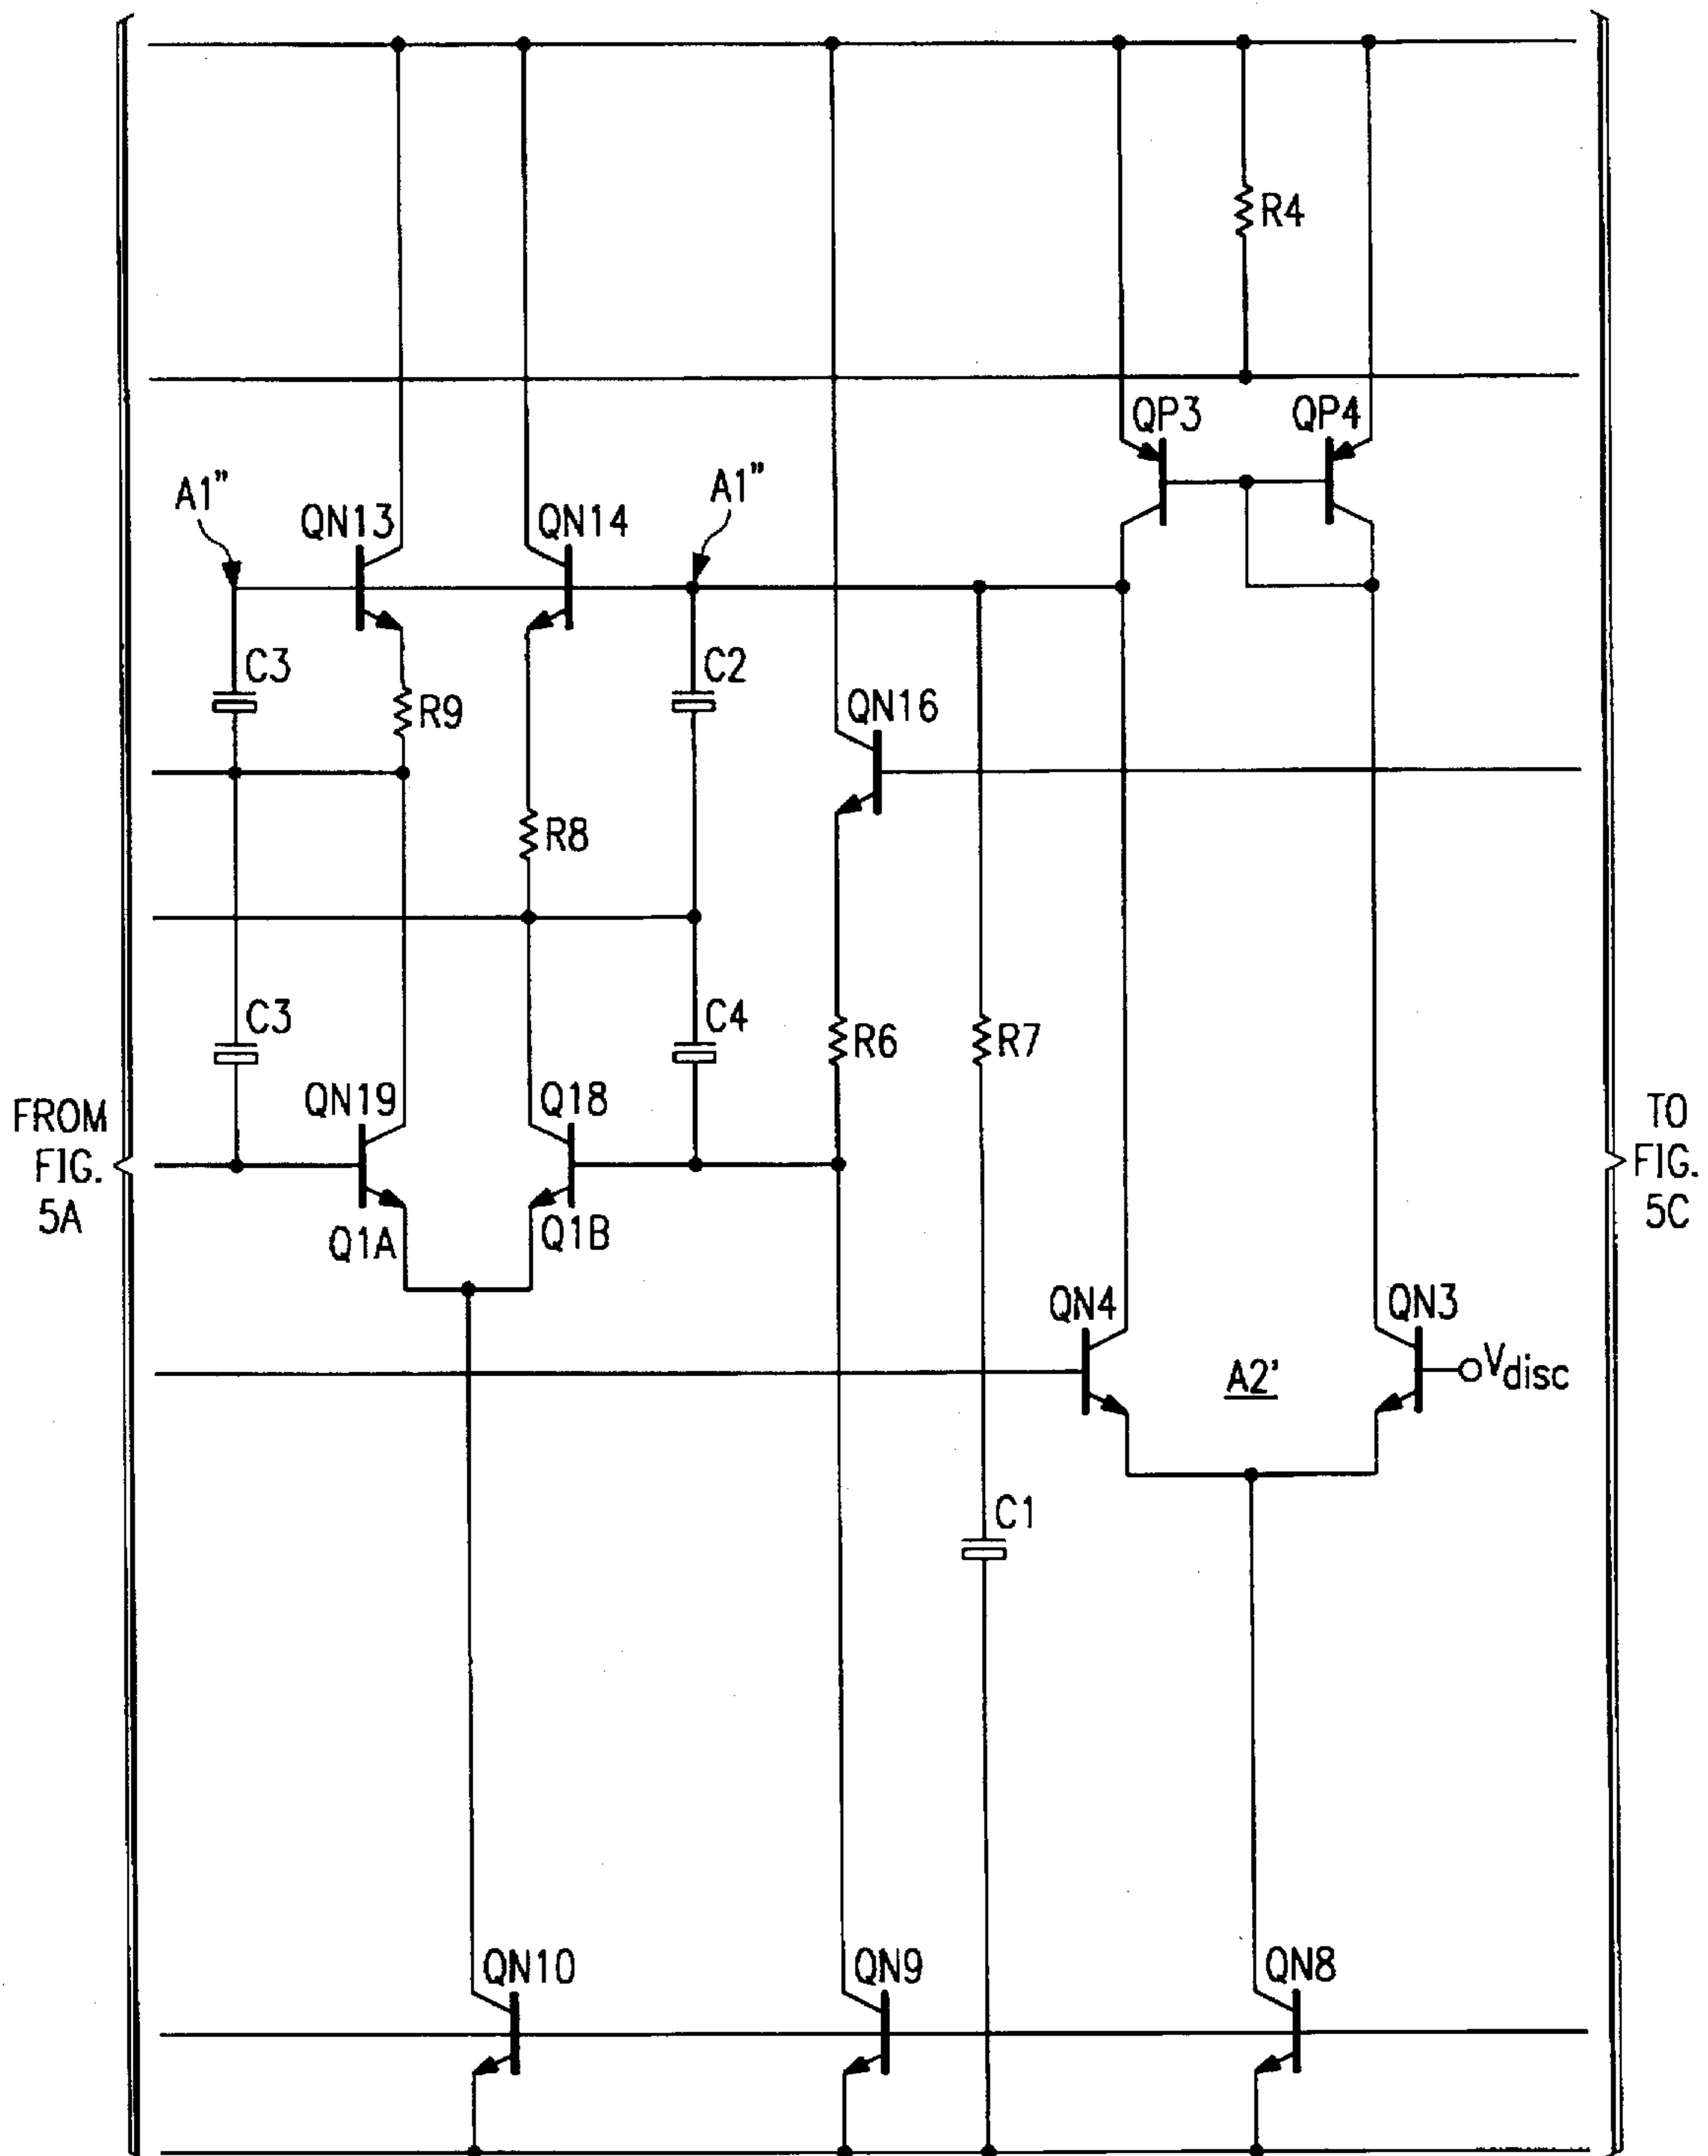 R4
QP3
QP4
A1"
A1"
QN13
QN14
C3
C2
R9
QN16
R8
C3
C4
R6
R7
QN19
Q18
FROM
FIG.
5A
TO
FIG.
5C
Q1A
Q1B
QN4
QN3
A2'
Vdisc
C1
QN10
QN9
QN8